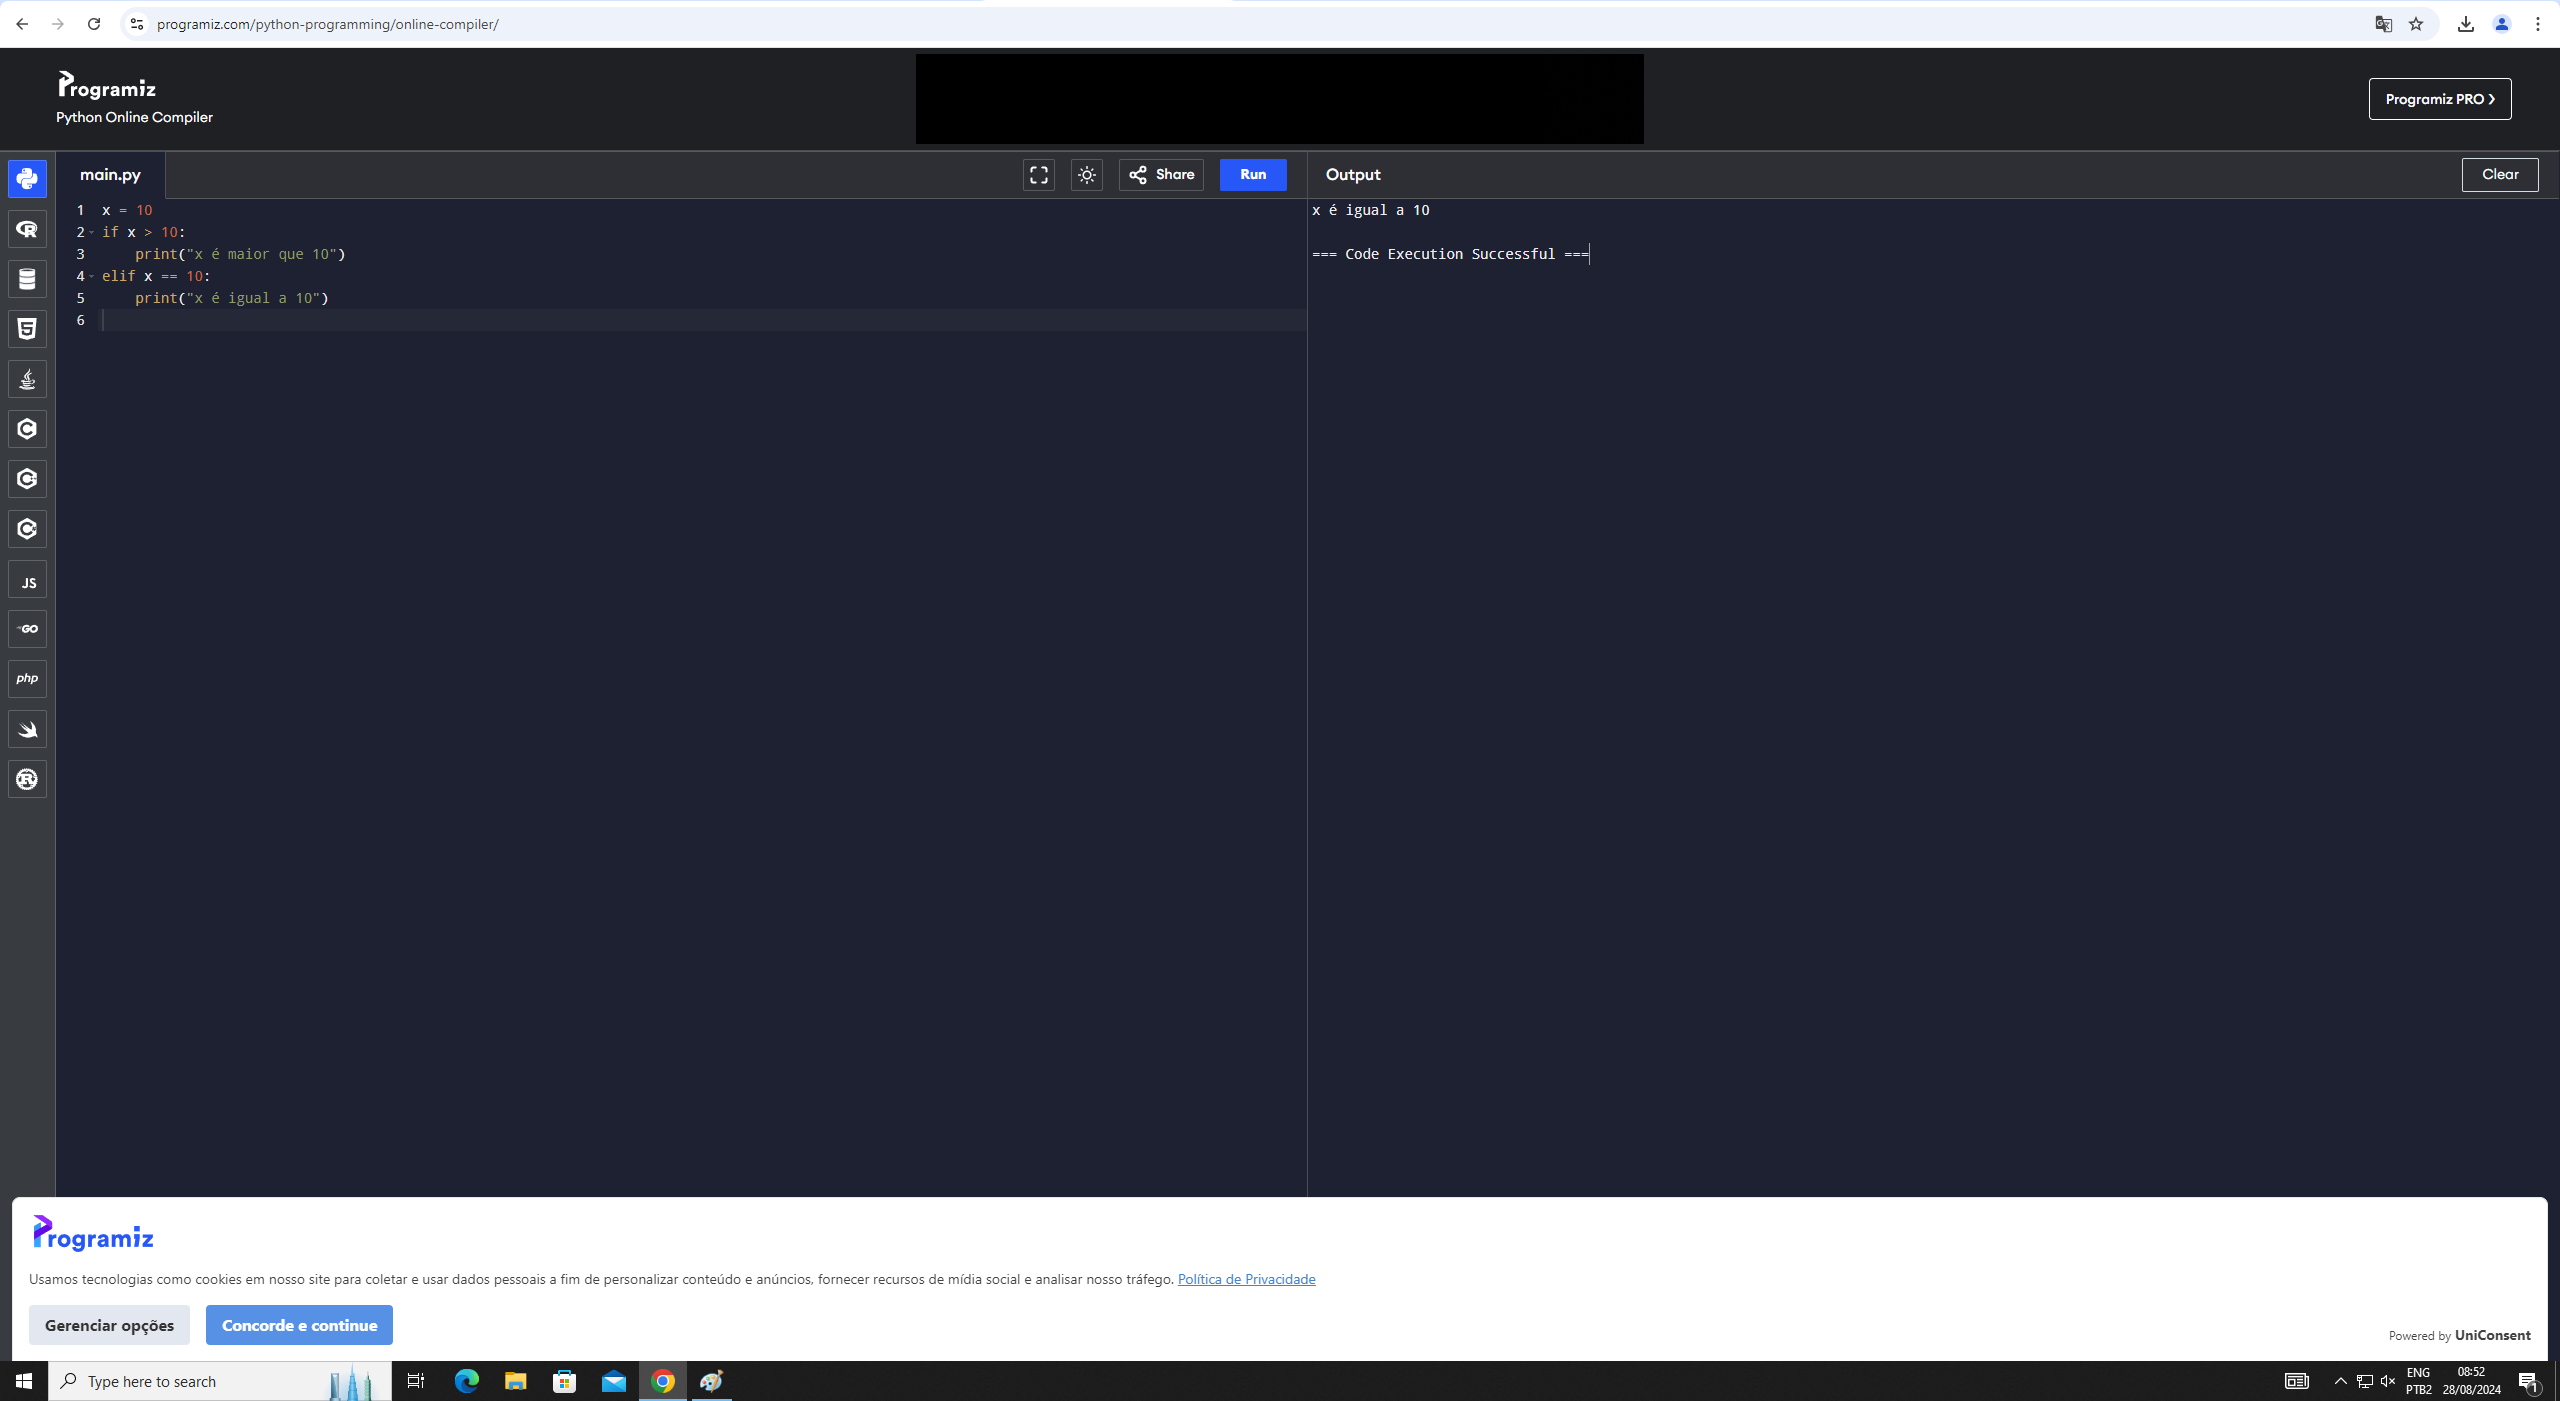 programiz.com/python-programming/online-compiler/
Programiz
Python Online Compiler
Programiz PRO ❯
main.py
Share
Run
Output
Clear
1 x = 10
2 if x > 10:
3     print("x é maior que 10")
4 elif x == 10:
5     print("x é igual a 10")
6
x é igual a 10
=== Code Execution Successful ===
R
5
C
C
C
JS
GO
php
R
Programiz
Usamos tecnologias como cookies em nosso site para coletar e usar dados pessoais a fim de personalizar conteúdo e anúncios, fornecer recursos de mídia social e analisar nosso tráfego. Política de Privacidade
Gerenciar opções
Concorde e continue
Powered by UniConsent
Type here to search
ENG
PTB2
08:52
28/08/2024
1